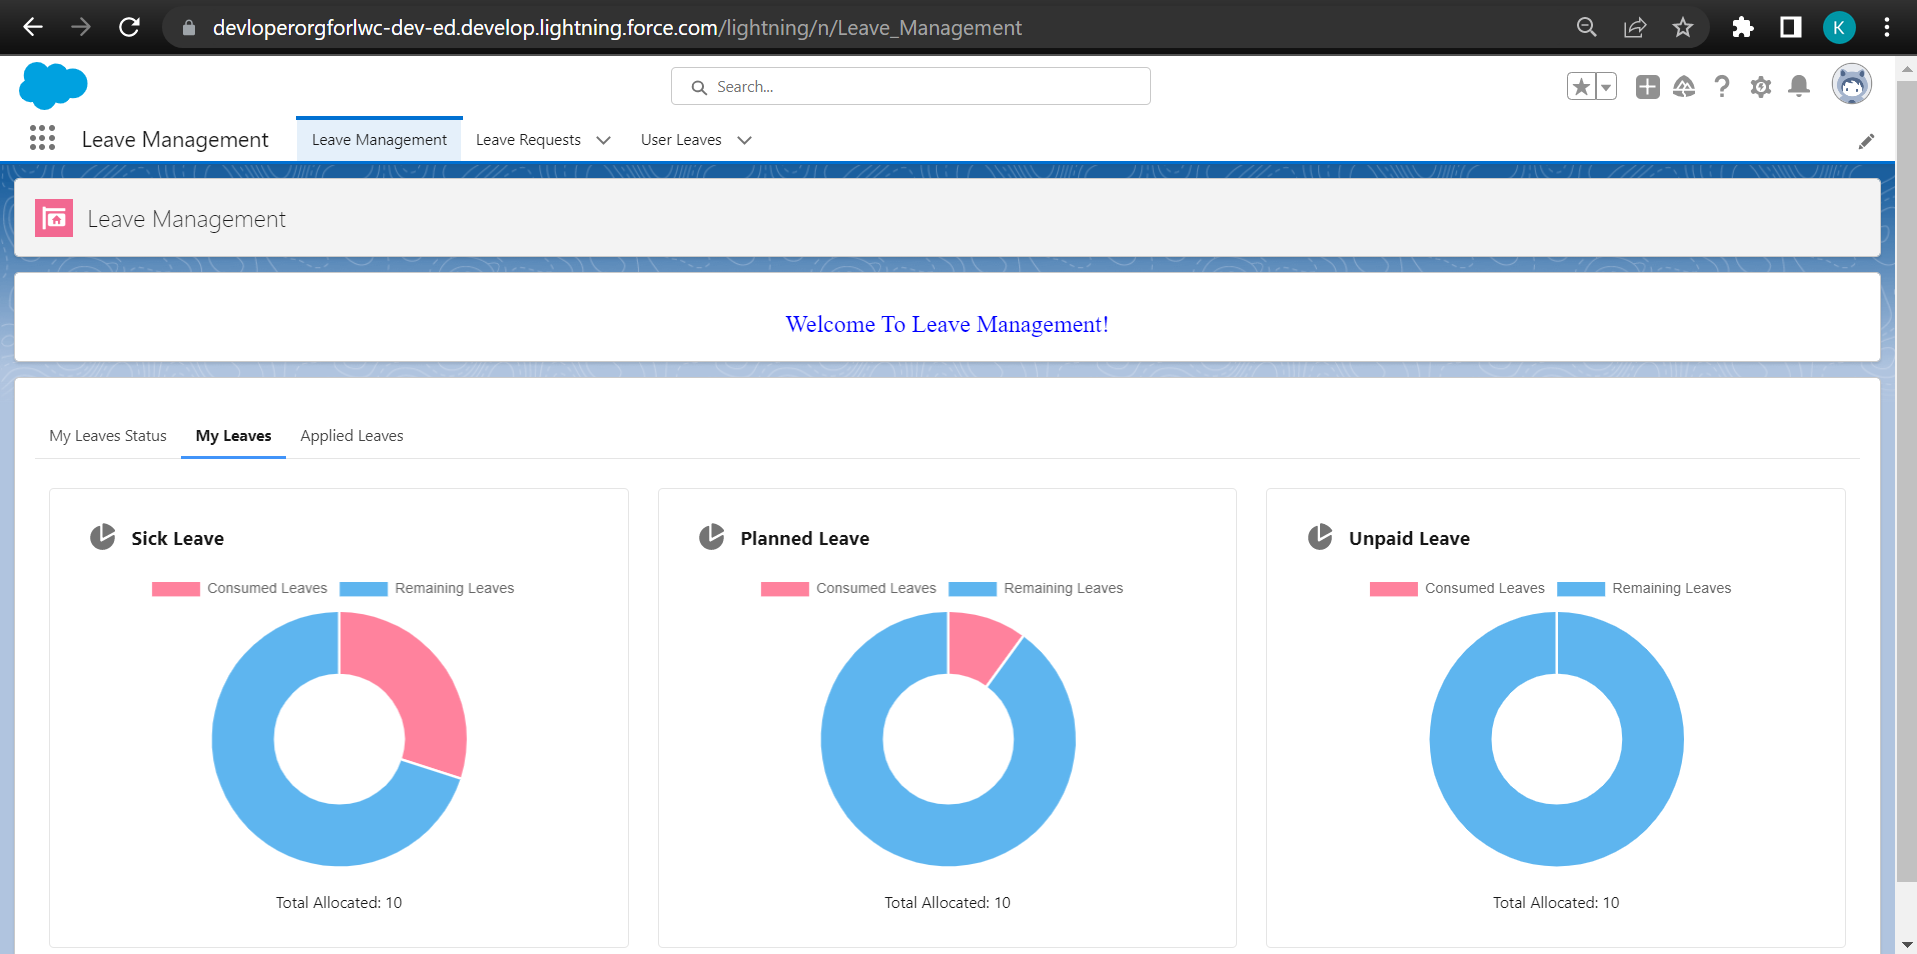 devloperorgforlwc-dev-ed.develop.lightning.force.com/lightning/n/Leave_Management
K
Search...
Leave Management
Leave Management
Leave Requests
User Leaves
Leave Management
Welcome To Leave Management!
My Leaves Status
My Leaves
Applied Leaves
Sick Leave
Consumed Leaves
Remaining Leaves
Total Allocated: 10
Planned Leave
Consumed Leaves
Remaining Leaves
Total Allocated: 10
Unpaid Leave
Consumed Leaves
Remaining Leaves
Total Allocated: 10